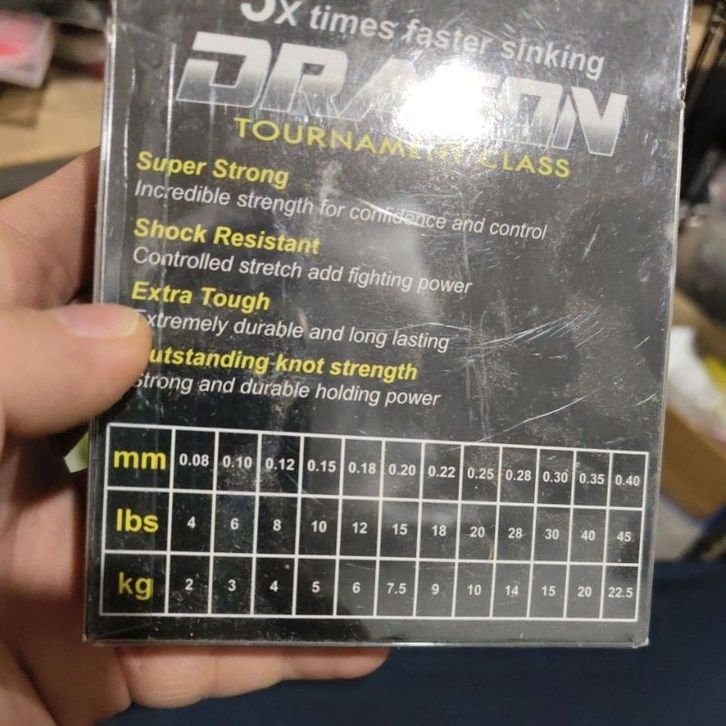 3x times faster sinking
DRAGON
TOURNAMENT CLASS
Super Strong
Incredible strength for confidence and control
Shock Resistant
Controlled stretch add fighting power
Extra Tough
Extremely durable and long lasting
Outstanding knot strength
Strong and durable holding power
mm 0.08 0.10 0.12 0.15 0.18 0.20 0.22 0.25 0.28 0.30 0.35 0.40
lbs 4 6 8 10 12 15 18 20 28 30 40 45
kg 2 3 4 5 6 7.5 9 10 14 15 20 22.5